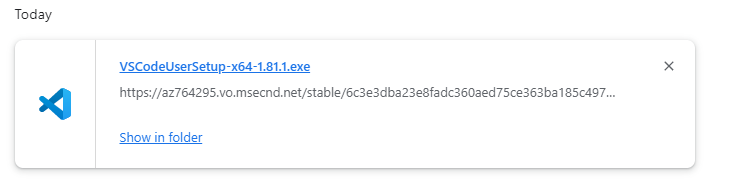 Today
VSCodeUserSetup-x64-1.81.1.exe
https://az764295.vo.msecnd.net/stable/6c3e3dba23e8fadc360aed75ce363ba185c497...
Show in folder